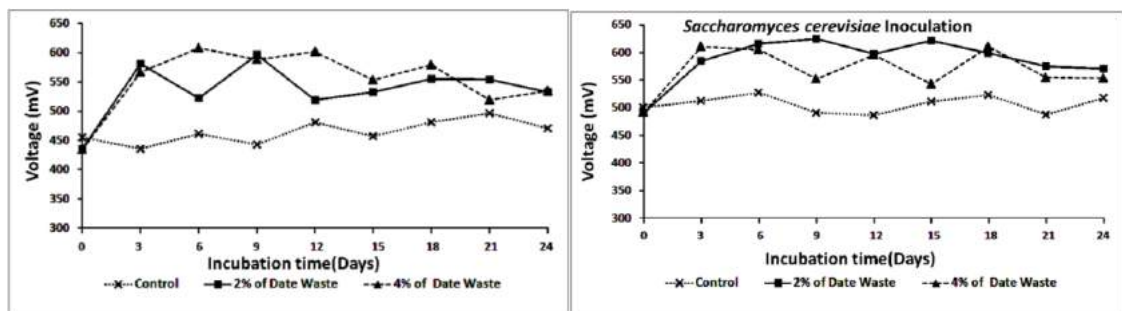 650
600
550
500
450
400
350
300
Voltage (mV)
0 3 6 9 12 15 18 21 24
Incubation time(Days)
Control 2% of Date Waste 4% of Date Waste
Saccharomyces cerevisiae Inoculation
650
600
550
500
450
400
350
300
Voltage (mV)
0 3 6 9 12 15 18 21 24
Incubation time(Days)
Control 2% of Date Waste 4% of Date Waste